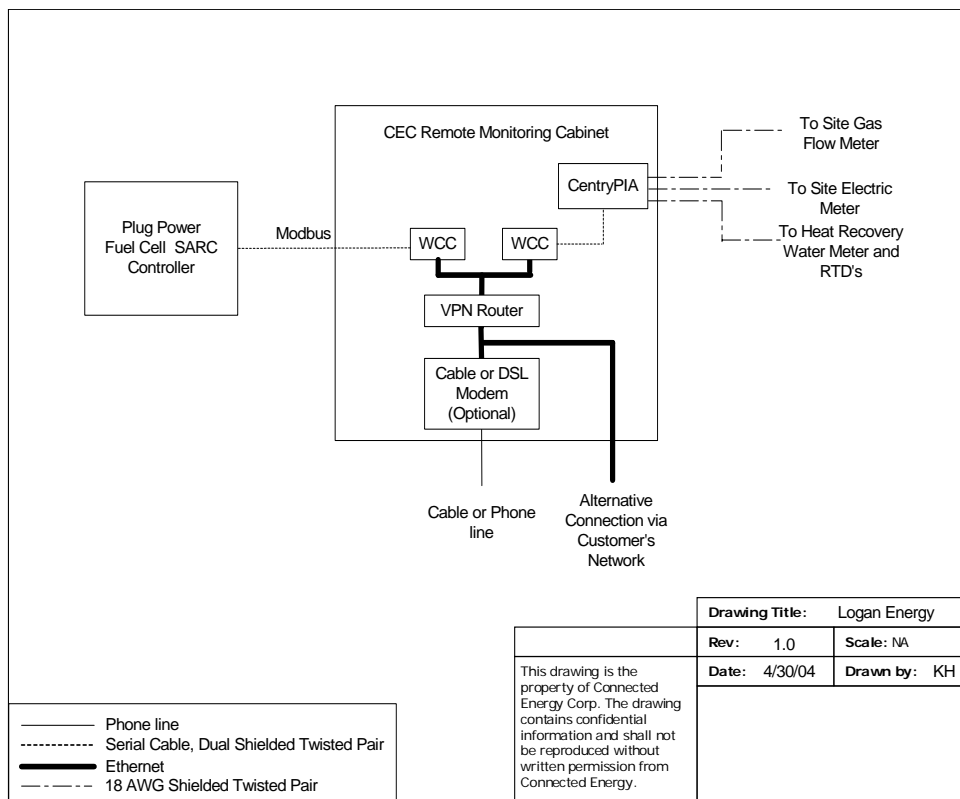 CEC Remote Monitoring Cabinet
To Site Gas
Flow Meter
CentryPIA
To Site Electric
Meter
Plug Power
Fuel Cell SARC
Controller
Modbus
WCC
WCC
To Heat Recovery
Water Meter and
RTD's
VPN Router
Cable or DSL
Modem
(Optional)
Cable or Phone
line
Alternative
Connection via
Customer's
Network
Drawing Title: Logan Energy
Rev: 1.0
Scale: NA
Date: 4/30/04
Drawn by: KH
This drawing is the
property of Connected
Energy Corp. The drawing
contains confidential
information and shall not
be reproduced without
written permission from
Connected Energy.
Phone line
Serial Cable, Dual Shielded Twisted Pair
Ethernet
18 AWG Shielded Twisted Pair